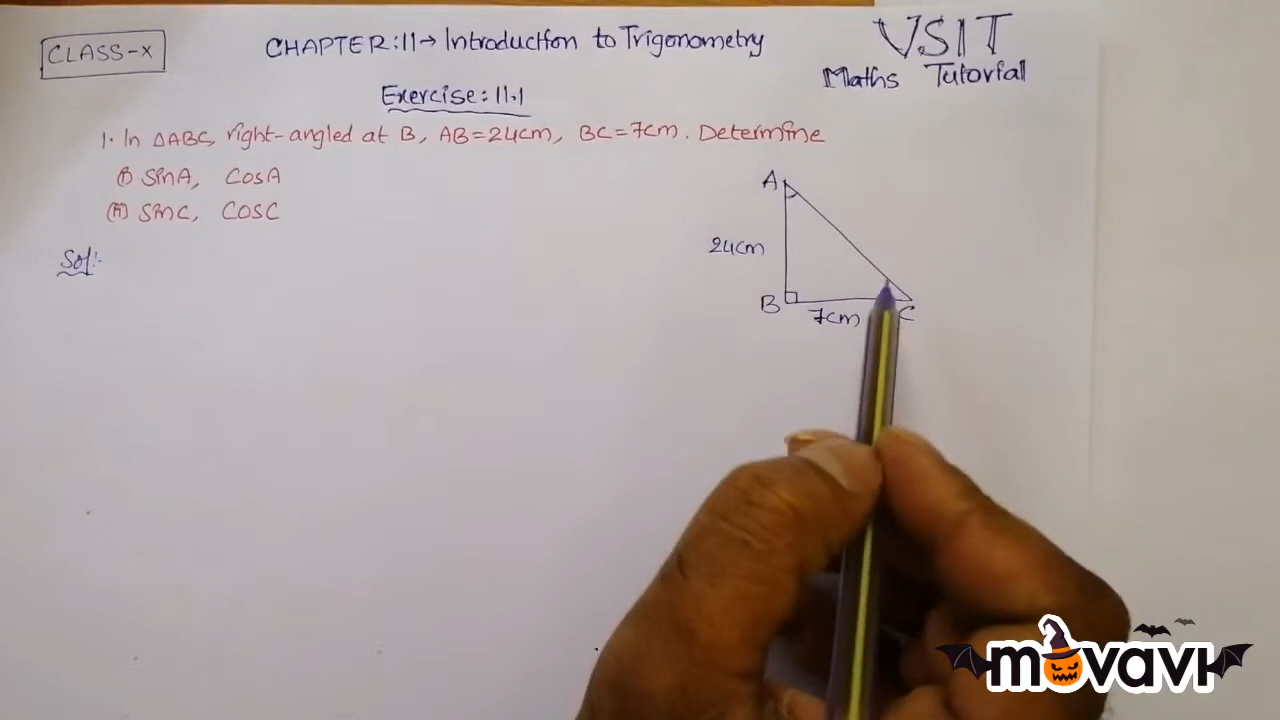 CLASS-X
CHAPTER:11→ Introduction to Trigonometry
VSIT
Maths Tutorial
Exercise: 11.1
1. In △ABC, right-angled at B, AB=24cm, BC=7cm. Determine
(i) sinA, CosA
(ii) sinC, COSC
Sol:-
A
24cm
B
7cm
C
movavi